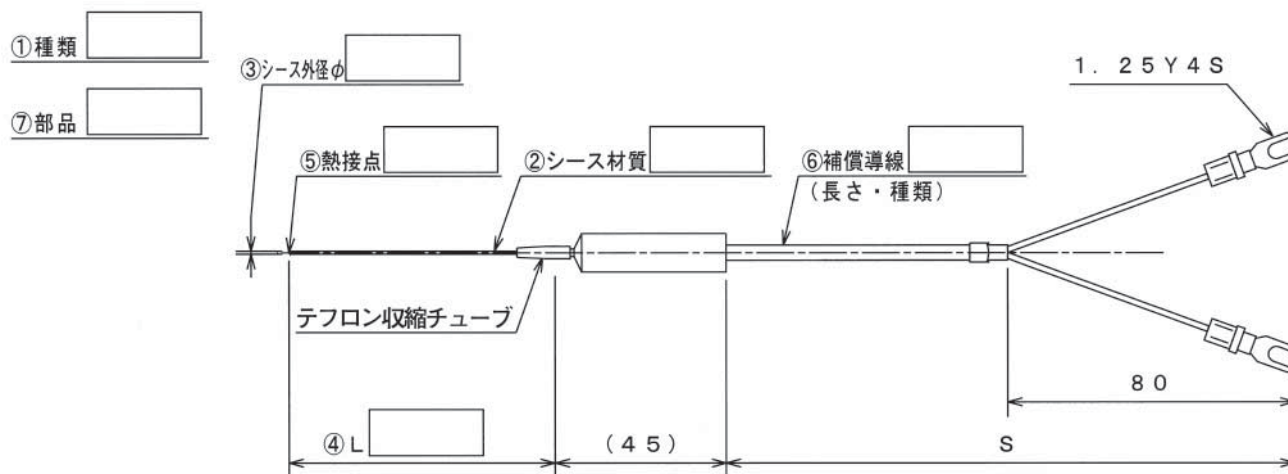 ①種類
③シース外径φ
1.25Y4S
⑦部品
⑤熱接点
②シース材質
⑥補償導線
(長さ・種類)
テフロン収縮チューブ
80
④L
(45)
S